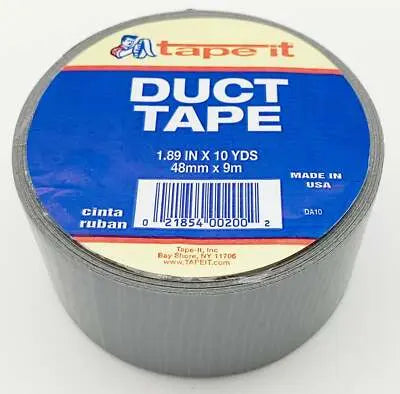 tape it
DUCT
TAPE
1.89 IN X 10 YDS
48mm x 9m
MADE IN
USA
cinta
ruban
0 21854 00200 2
DA10
Tape-It, Inc
Bay Shore, NY 11706
www.TAPEIT.com